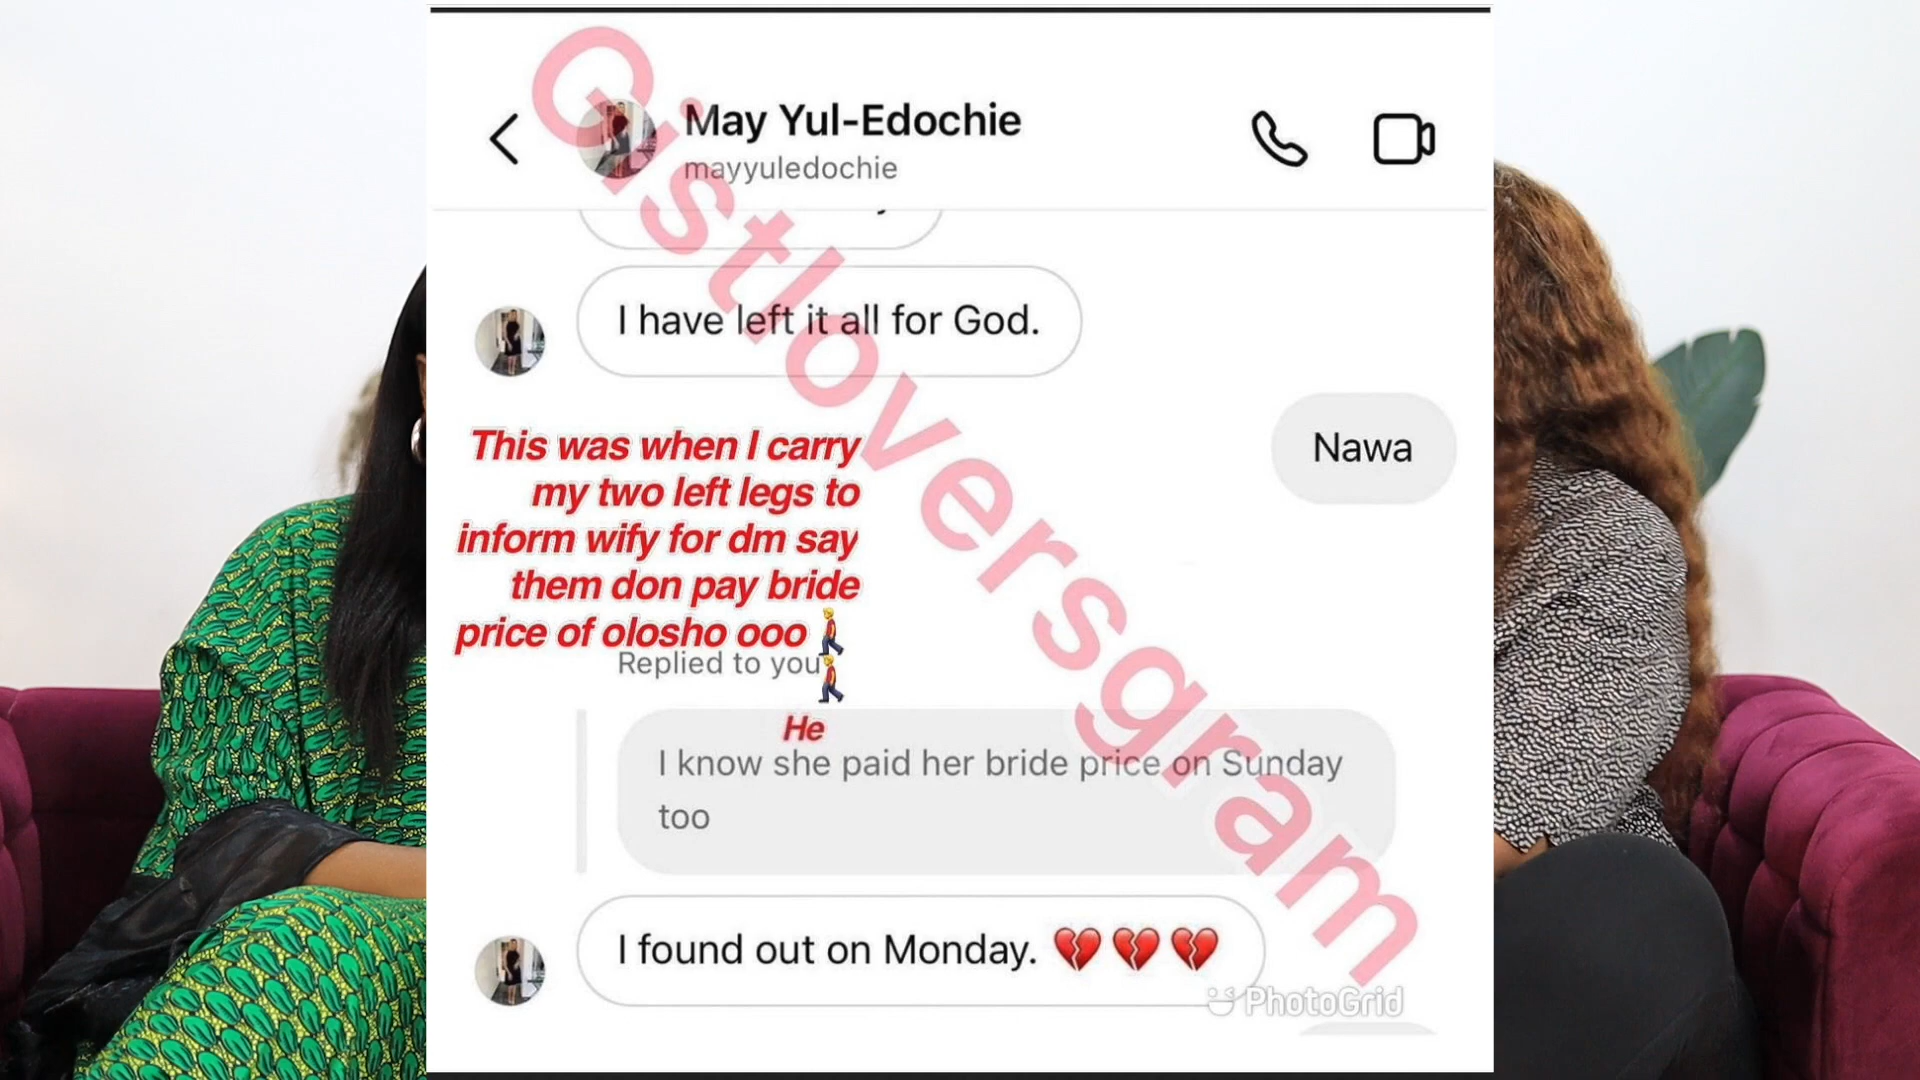 May Yul-Edochie
mayyuledochie
I have left it all for God.
Nawa
This was when I carry
my two left legs to
inform wify for dm say
them don pay bride
price of olosho ooo
Replied to you
He
I know she paid her bride price on Sunday
too
I found out on Monday. 💔💔💔
Gistloversgram
PhotoGrid